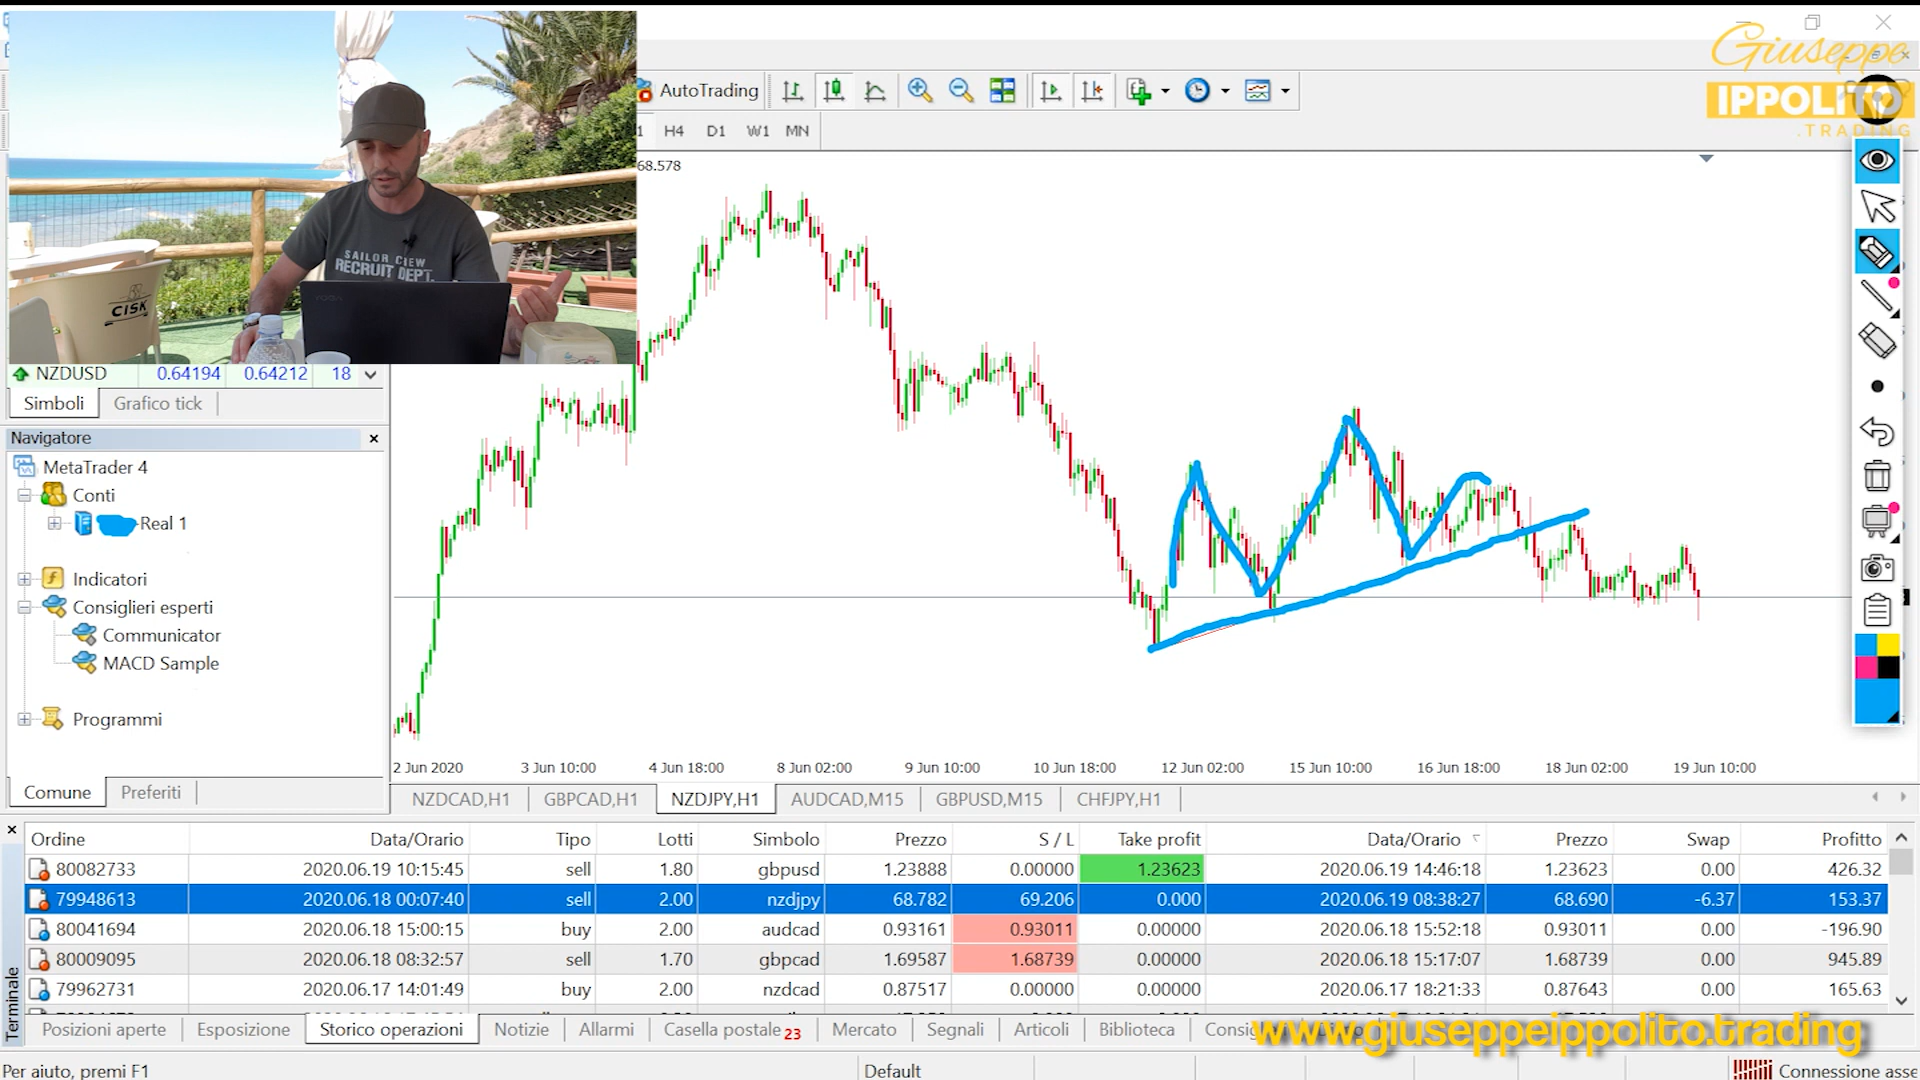 Giuseppe
IPPOLITO
.TRADING
AutoTrading
H4 D1 W1 MN
68.578
SAILOR CREW
RECRUIT DEPT.
CISK
YOGA
NZDUSD 0.64194 0.64212 18
Simboli Grafico tick
Navigatore
MetaTrader 4
Conti
Real 1
Indicatori
Consiglieri esperti
Communicator
MACD Sample
Programmi
Comune Preferiti
2 Jun 2020 3 Jun 10:00 4 Jun 18:00 8 Jun 02:00 9 Jun 10:00 10 Jun 18:00 12 Jun 02:00 15 Jun 10:00 16 Jun 18:00 18 Jun 02:00 19 Jun 10:00
NZDCAD,H1 GBPCAD,H1 NZDJPY,H1 AUDCAD,M15 GBPUSD,M15 CHFJPY,H1
Ordine Data/Orario Tipo Lotti Simbolo Prezzo S / L Take profit Data/Orario Prezzo Swap Profitto
80082733 2020.06.19 10:15:45 sell 1.80 gbpusd 1.23888 0.00000 1.23623 2020.06.19 14:46:18 1.23623 0.00 426.32
79948613 2020.06.18 00:07:40 sell 2.00 nzdjpy 68.782 69.206 0.000 2020.06.19 08:38:27 68.690 -6.37 153.37
80041694 2020.06.18 15:00:15 buy 2.00 audcad 0.93161 0.93011 0.00000 2020.06.18 15:52:18 0.93011 0.00 -196.90
80009095 2020.06.18 08:32:57 sell 1.70 gbpcad 1.69587 1.68739 0.00000 2020.06.18 15:17:07 1.68739 0.00 945.89
79962731 2020.06.17 14:01:49 buy 2.00 nzdcad 0.87517 0.00000 0.00000 2020.06.17 18:21:33 0.87643 0.00 165.63
Terminale
Posizioni aperte Esposizione Storico operazioni Notizie Allarmi Casella postale 23 Mercato Segnali Articoli Biblioteca
www.giuseppeippolito.trading
Per aiuto, premi F1 Default Connessione asse